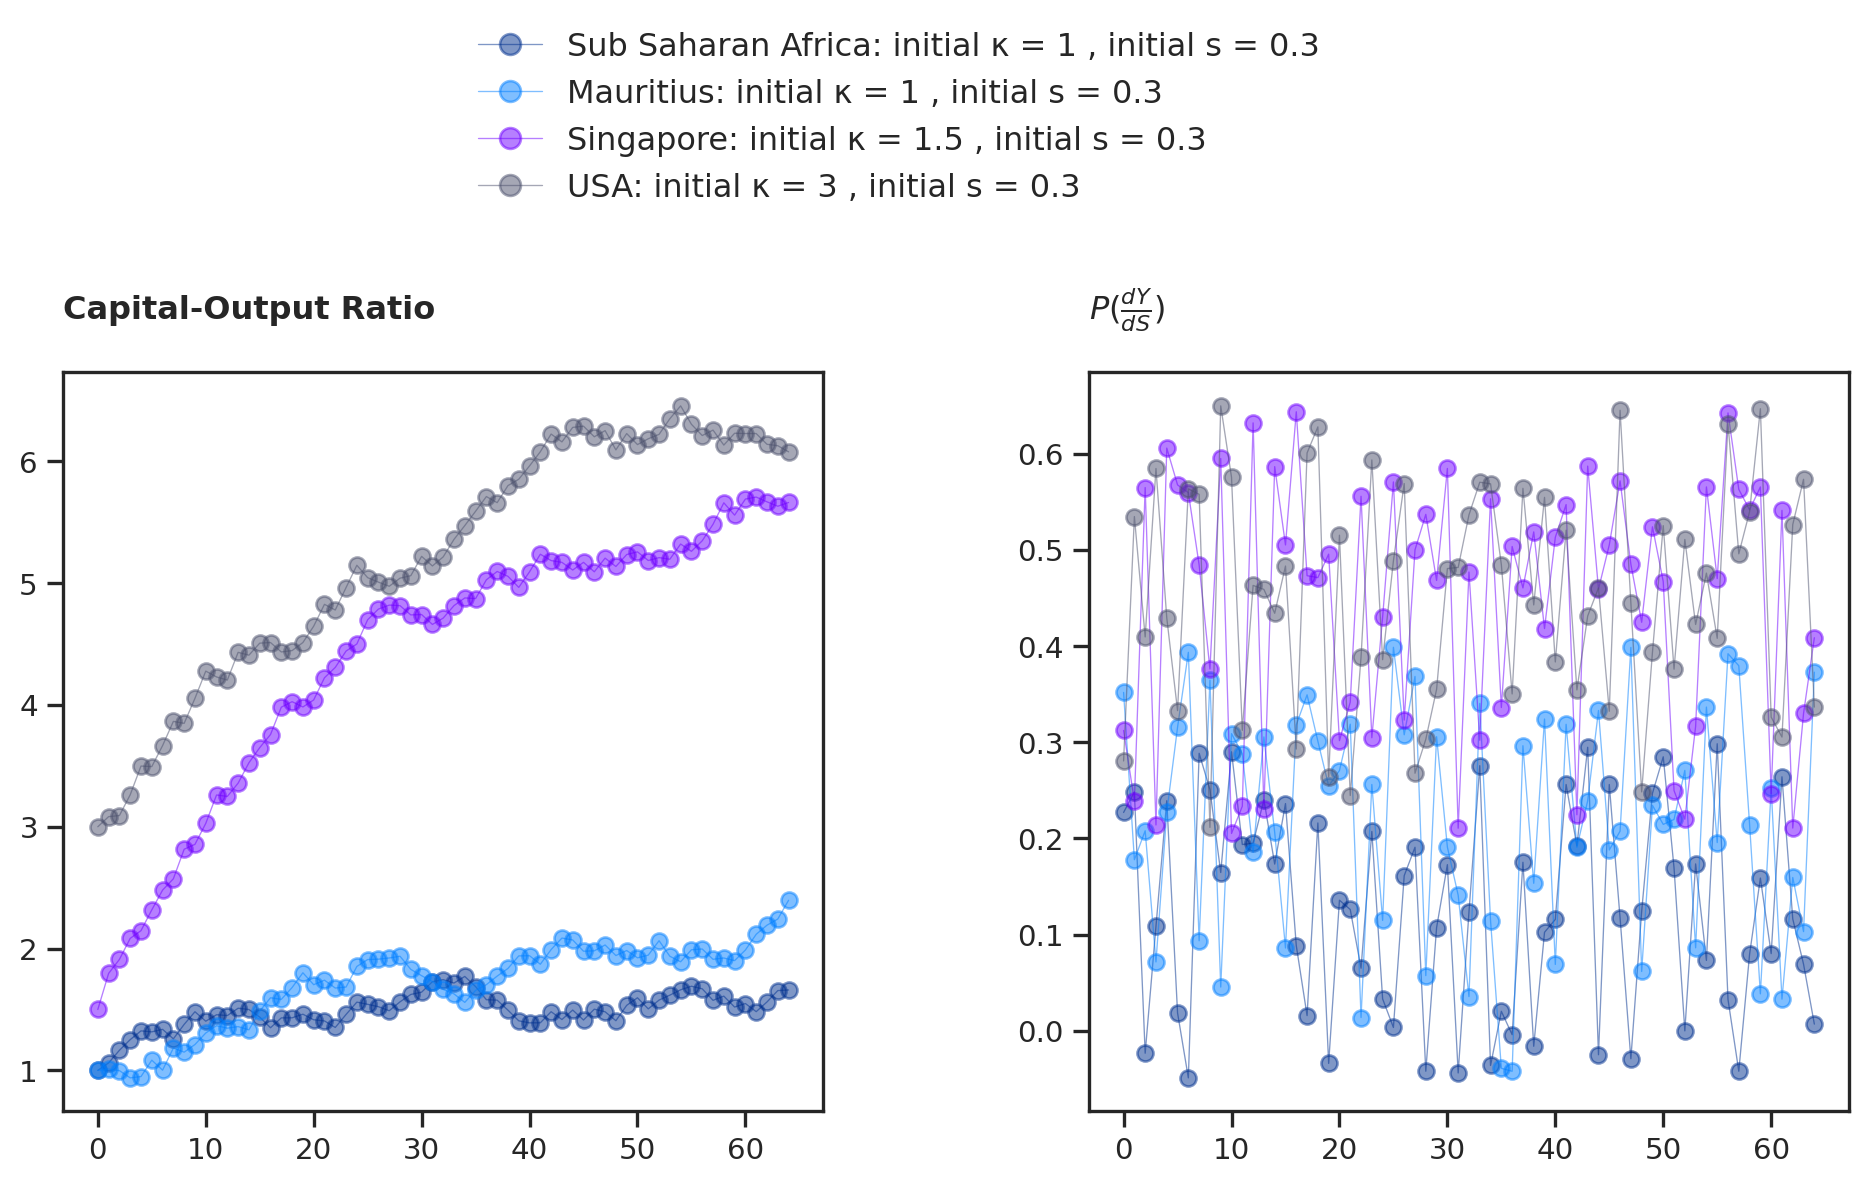 Sub Saharan Africa: initial κ = 1 , initial s = 0.3
Mauritius: initial κ = 1 , initial s = 0.3
Singapore: initial κ = 1.5 , initial s = 0.3
USA: initial κ = 3 , initial s = 0.3
Capital-Output Ratio
6
5
4
3
2
1
0 10 20 30 40 50 60
P(dY/dS)
0.6
0.5
0.4
0.3
0.2
0.1
0.0
0 10 20 30 40 50 60